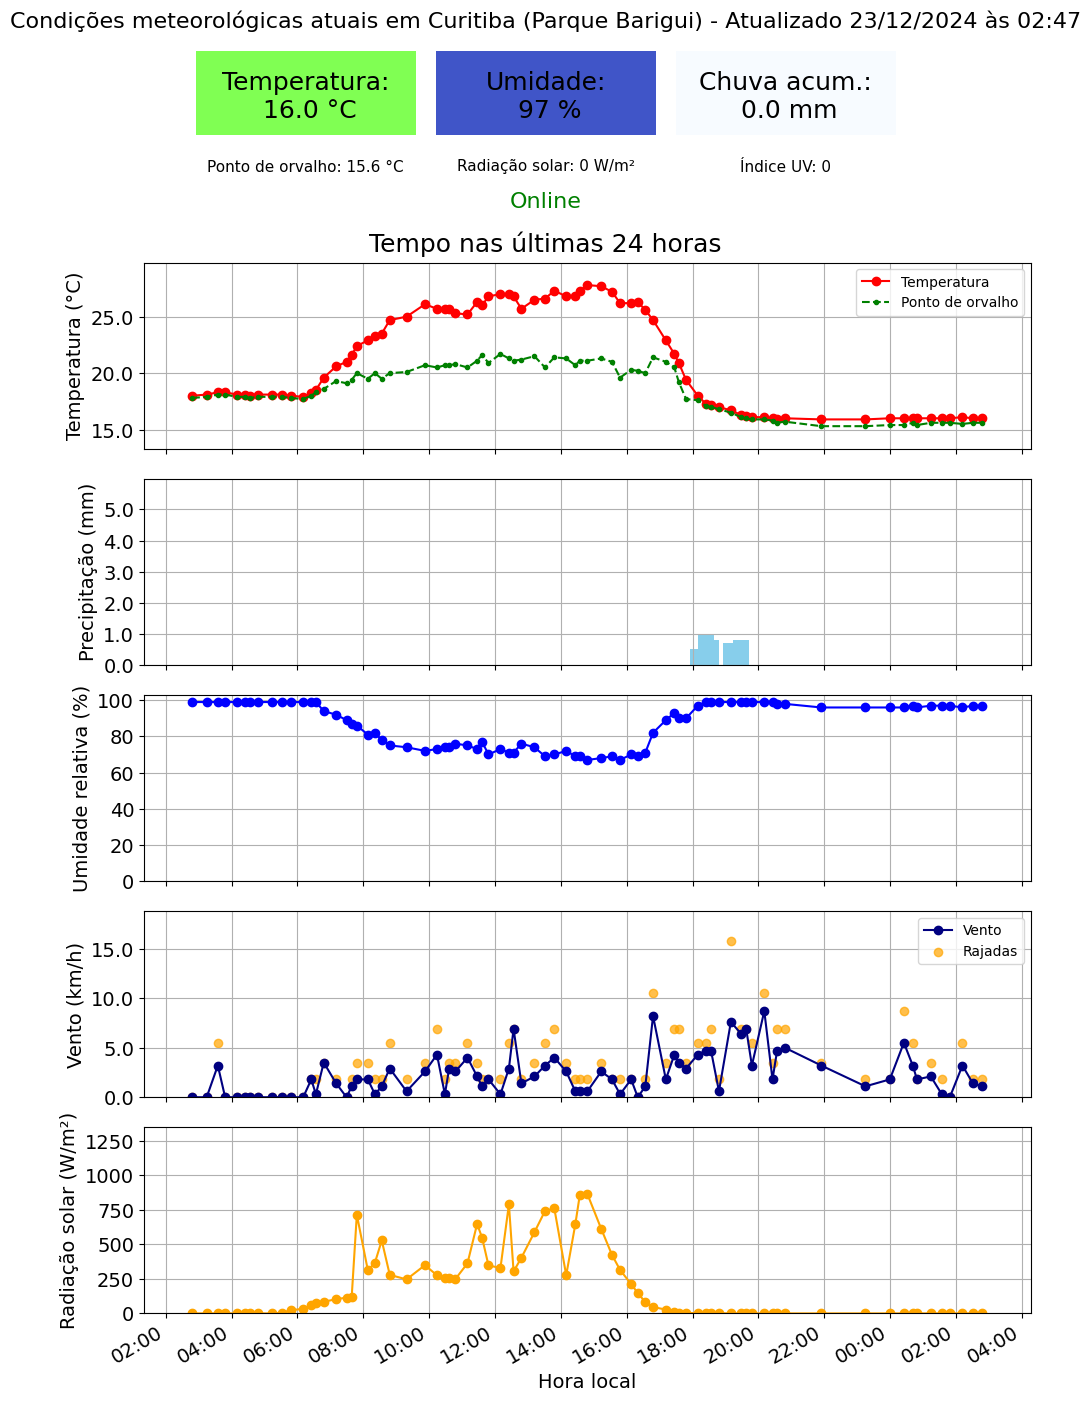 Condições meteorológicas atuais em Curitiba (Parque Barigui) - Atualizado 23/12/2024 às 02:47
Temperatura:
16.0 °C
Umidade:
97 %
Chuva acum.:
0.0 mm
Ponto de orvalho: 15.6 °C
Radiação solar: 0 W/m²
Índice UV: 0
Online
Tempo nas últimas 24 horas
Temperatura (°C)
25.0
20.0
15.0
Temperatura
Ponto de orvalho
Precipitação (mm)
5.0
4.0
3.0
2.0
1.0
0.0
Umidade relativa (%)
100
80
60
40
20
0
Vento (km/h)
15.0
10.0
5.0
0.0
Vento
Rajadas
Radiação solar (W/m²)
1250
1000
750
500
250
0
02:00 04:00 06:00 08:00 10:00 12:00 14:00 16:00 18:00 20:00 22:00 00:00 02:00 04:00
Hora local